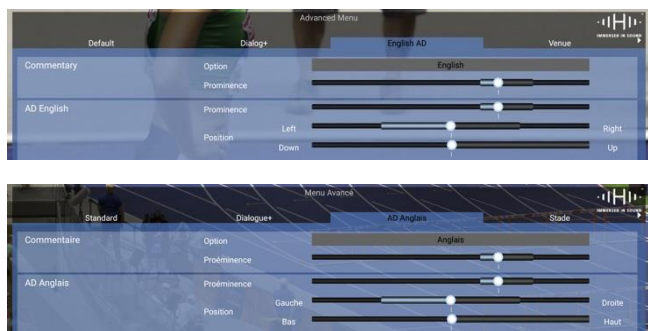 Advanced Menu
IMMERSED IN SOUND
Default Dialog+ English AD Venue
Commentary Option English
Prominence
AD English Prominence
Left Right
Position
Down Up
Menu Avancé
IMMERSED IN SOUND
Standard Dialogue+ AD Anglais Stade
Commentaire Option Anglais
Proéminence
AD Anglais Proéminence
Gauche Droite
Position
Bas Haut